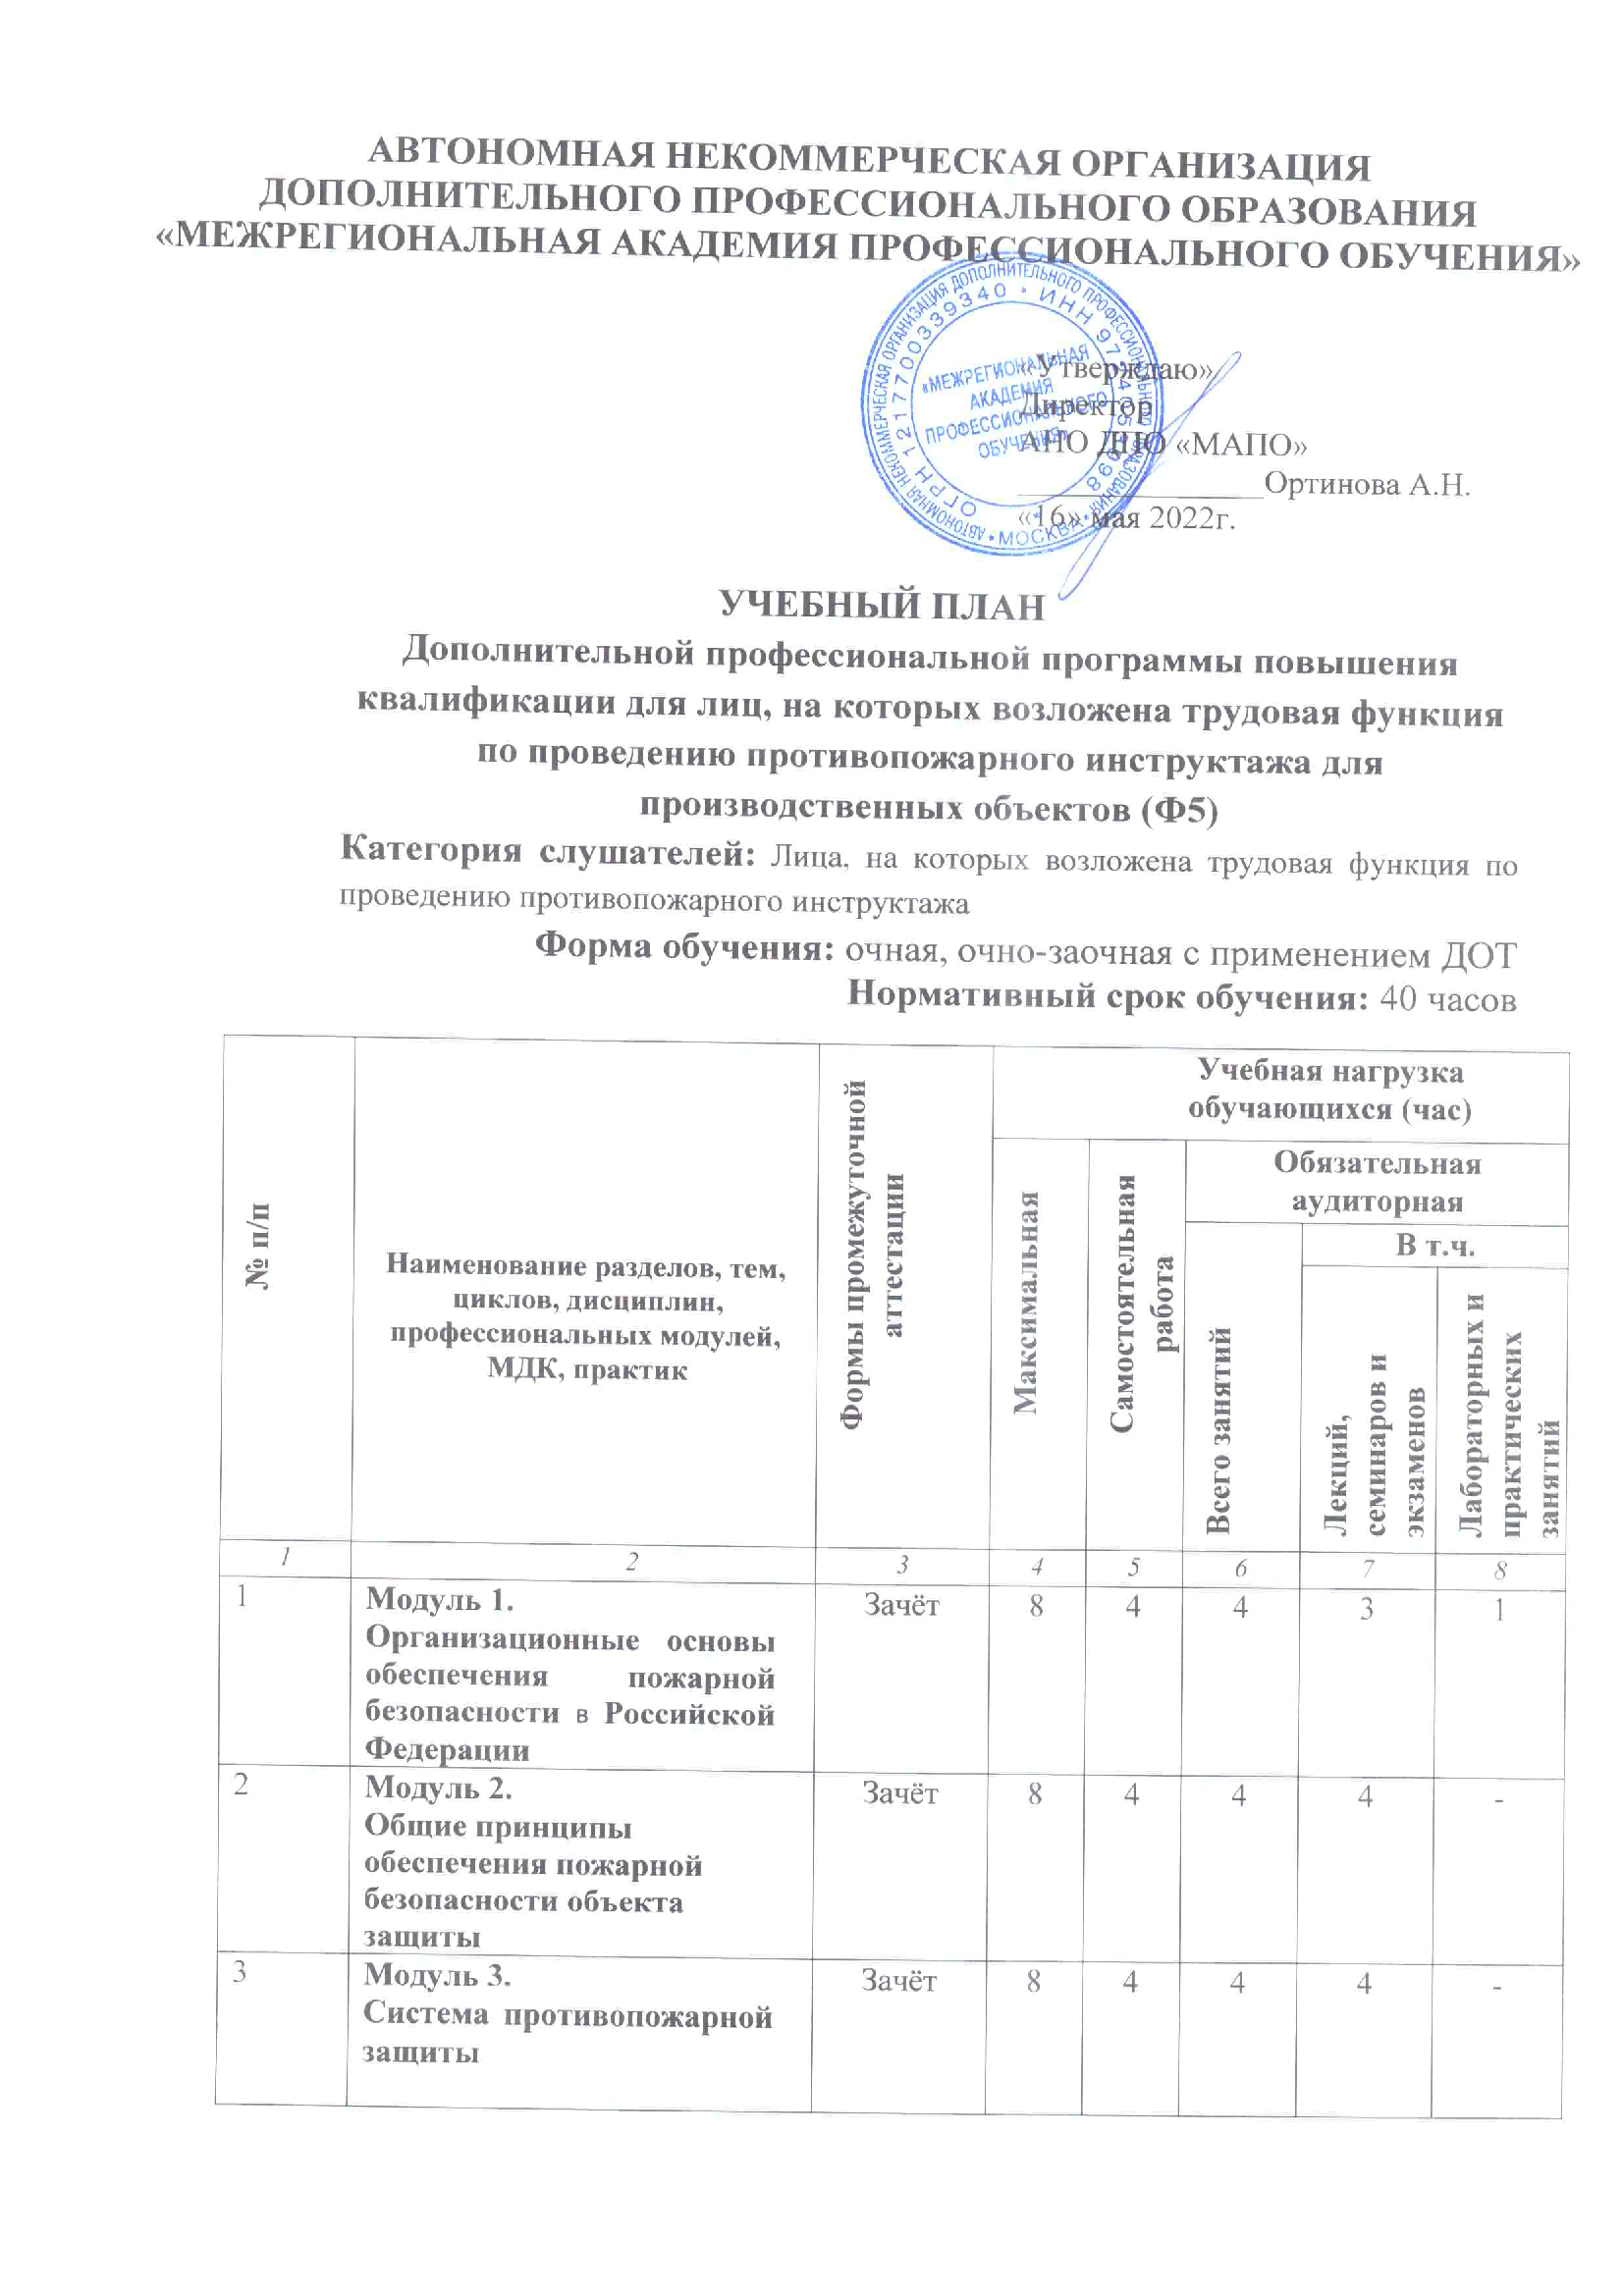 АВТОНОМНАЯ НЕКОММЕРЧЕСКАЯ ОРГАНИЗАЦИЯ
ДОПОЛНИТЕЛЬНОГО ПРОФЕССИОНАЛЬНОГО ОБРАЗОВАНИЯ
«МЕЖРЕГИОНАЛЬНАЯ АКАДЕМИЯ ПРОФЕССИОНАЛЬНОГО ОБУЧЕНИЯ»
АВТОНОМНАЯ НЕКОММЕРЧЕСКАЯ ОРГАНИЗАЦИЯ ДОПОЛНИТЕЛЬНОГО ПРОФЕССИОНАЛЬНОГО ОБРАЗОВАНИЯ • МОСКВА •
ОГРН 1217700339340 • ИНН
«МЕЖРЕГИОНАЛЬНАЯ
АКАДЕМИЯ
ПРОФЕССИОНАЛЬНОГО
ОБУЧЕНИЯ»
«Утверждаю»
Директор
АНО ДПО «МАПО»
Ортинова А.Н.
«16» мая 2022г.
УЧЕБНЫЙ ПЛАН
Дополнительной профессиональной программы повышения
квалификации для лиц, на которых возложена трудовая функция
по проведению противопожарного инструктажа для
производственных объектов (Ф5)
Категория слушателей: Лица, на которых возложена трудовая функция по
проведению противопожарного инструктажа
Форма обучения: очная, очно-заочная с применением ДОТ
Нормативный срок обучения: 40 часов
№ п/п
Наименование разделов, тем,
циклов, дисциплин,
профессиональных модулей,
МДК, практик
Формы промежуточной
аттестации
Учебная нагрузка
обучающихся (час)
Максимальная
Самостоятельная
работа
Обязательная
аудиторная
Всего занятий
В т.ч.
Лекций,
семинаров и
экзаменов
Лабораторных и
практических
занятий
1 2 3 4 5 6 7 8
1 Модуль 1. Зачёт 8 4 4 3 1
Организационные основы
обеспечения пожарной
безопасности в Российской
Федерации
2 Модуль 2. Зачёт 8 4 4 4 -
Общие принципы
обеспечения пожарной
безопасности объекта
защиты
3 Модуль 3. Зачёт 8 4 4 4 -
Система противопожарной
защиты